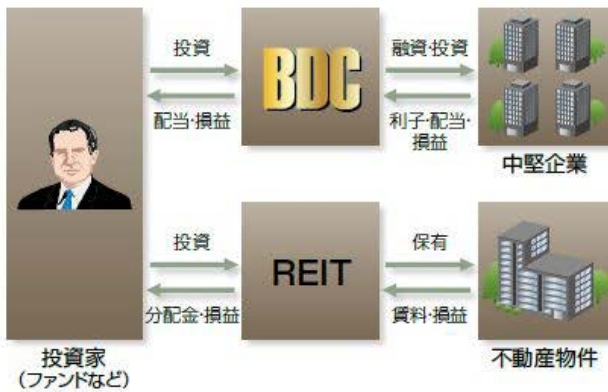 投資
BDC
融資・投資
配当・損益
利子・配当・
損益
中堅企業
投資
REIT
保有
分配金・損益
賃料・損益
投資家
(ファンドなど)
不動産物件